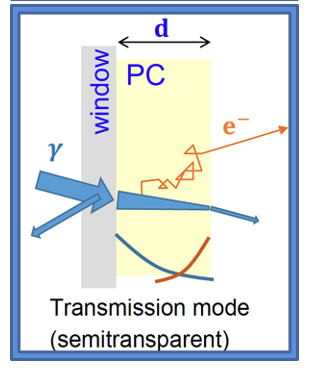 d
window
PC
γ
e⁻
Transmission mode
(semitransparent)